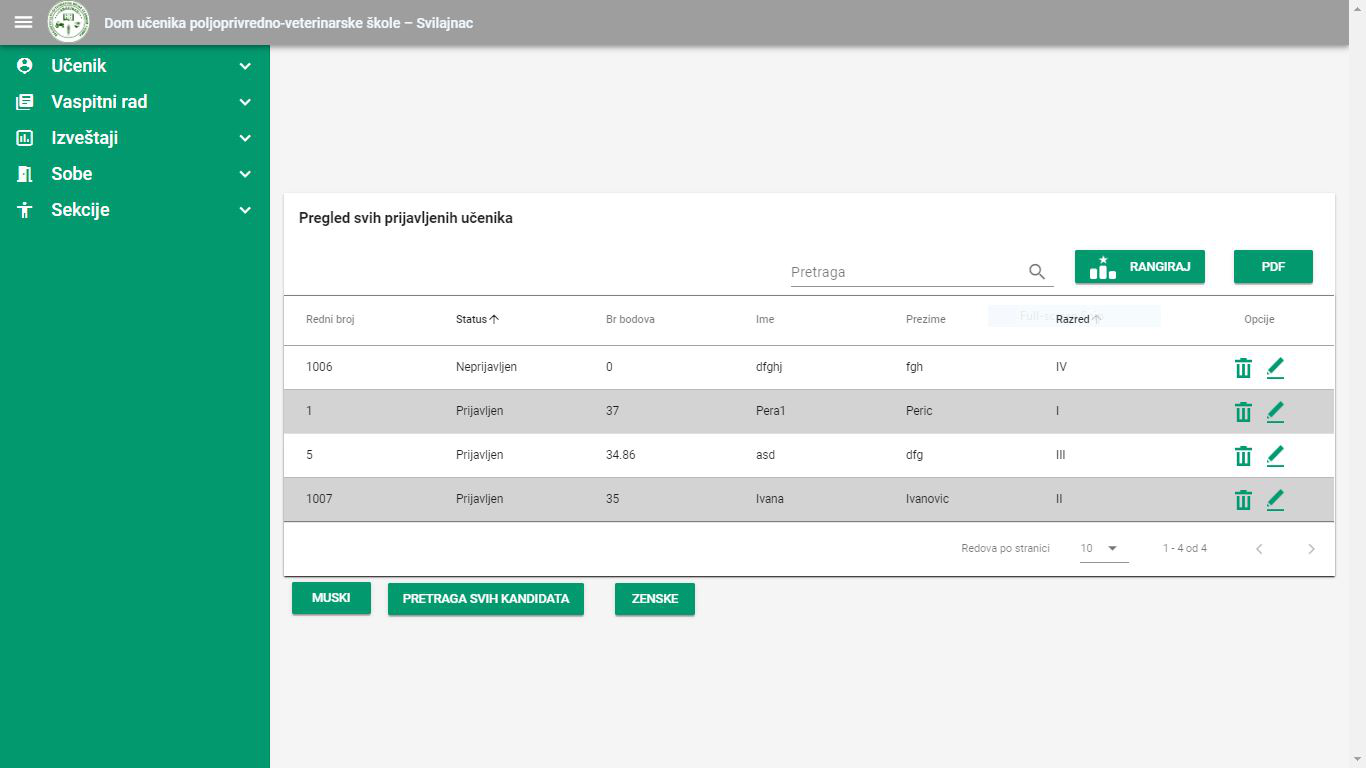 Dom učenika poljoprivredno-veterinarske škole – Svilajnac
Učenik
Vaspitni rad
Izveštaji
Sobe
Sekcije
Pregled svih prijavljenih učenika
Pretraga
RANGIRAJ
PDF
Redni broj Status Br bodova Ime Prezime Razred Opcije
1006 Neprijavljen 0 dfghj fgh IV
1 Prijavljen 37 Pera1 Peric I
5 Prijavljen 34.86 asd dfg III
1007 Prijavljen 35 Ivana Ivanovic II
Redova po stranici 10 1 - 4 od 4
MUSKI
PRETRAGA SVIH KANDIDATA
ZENSKE